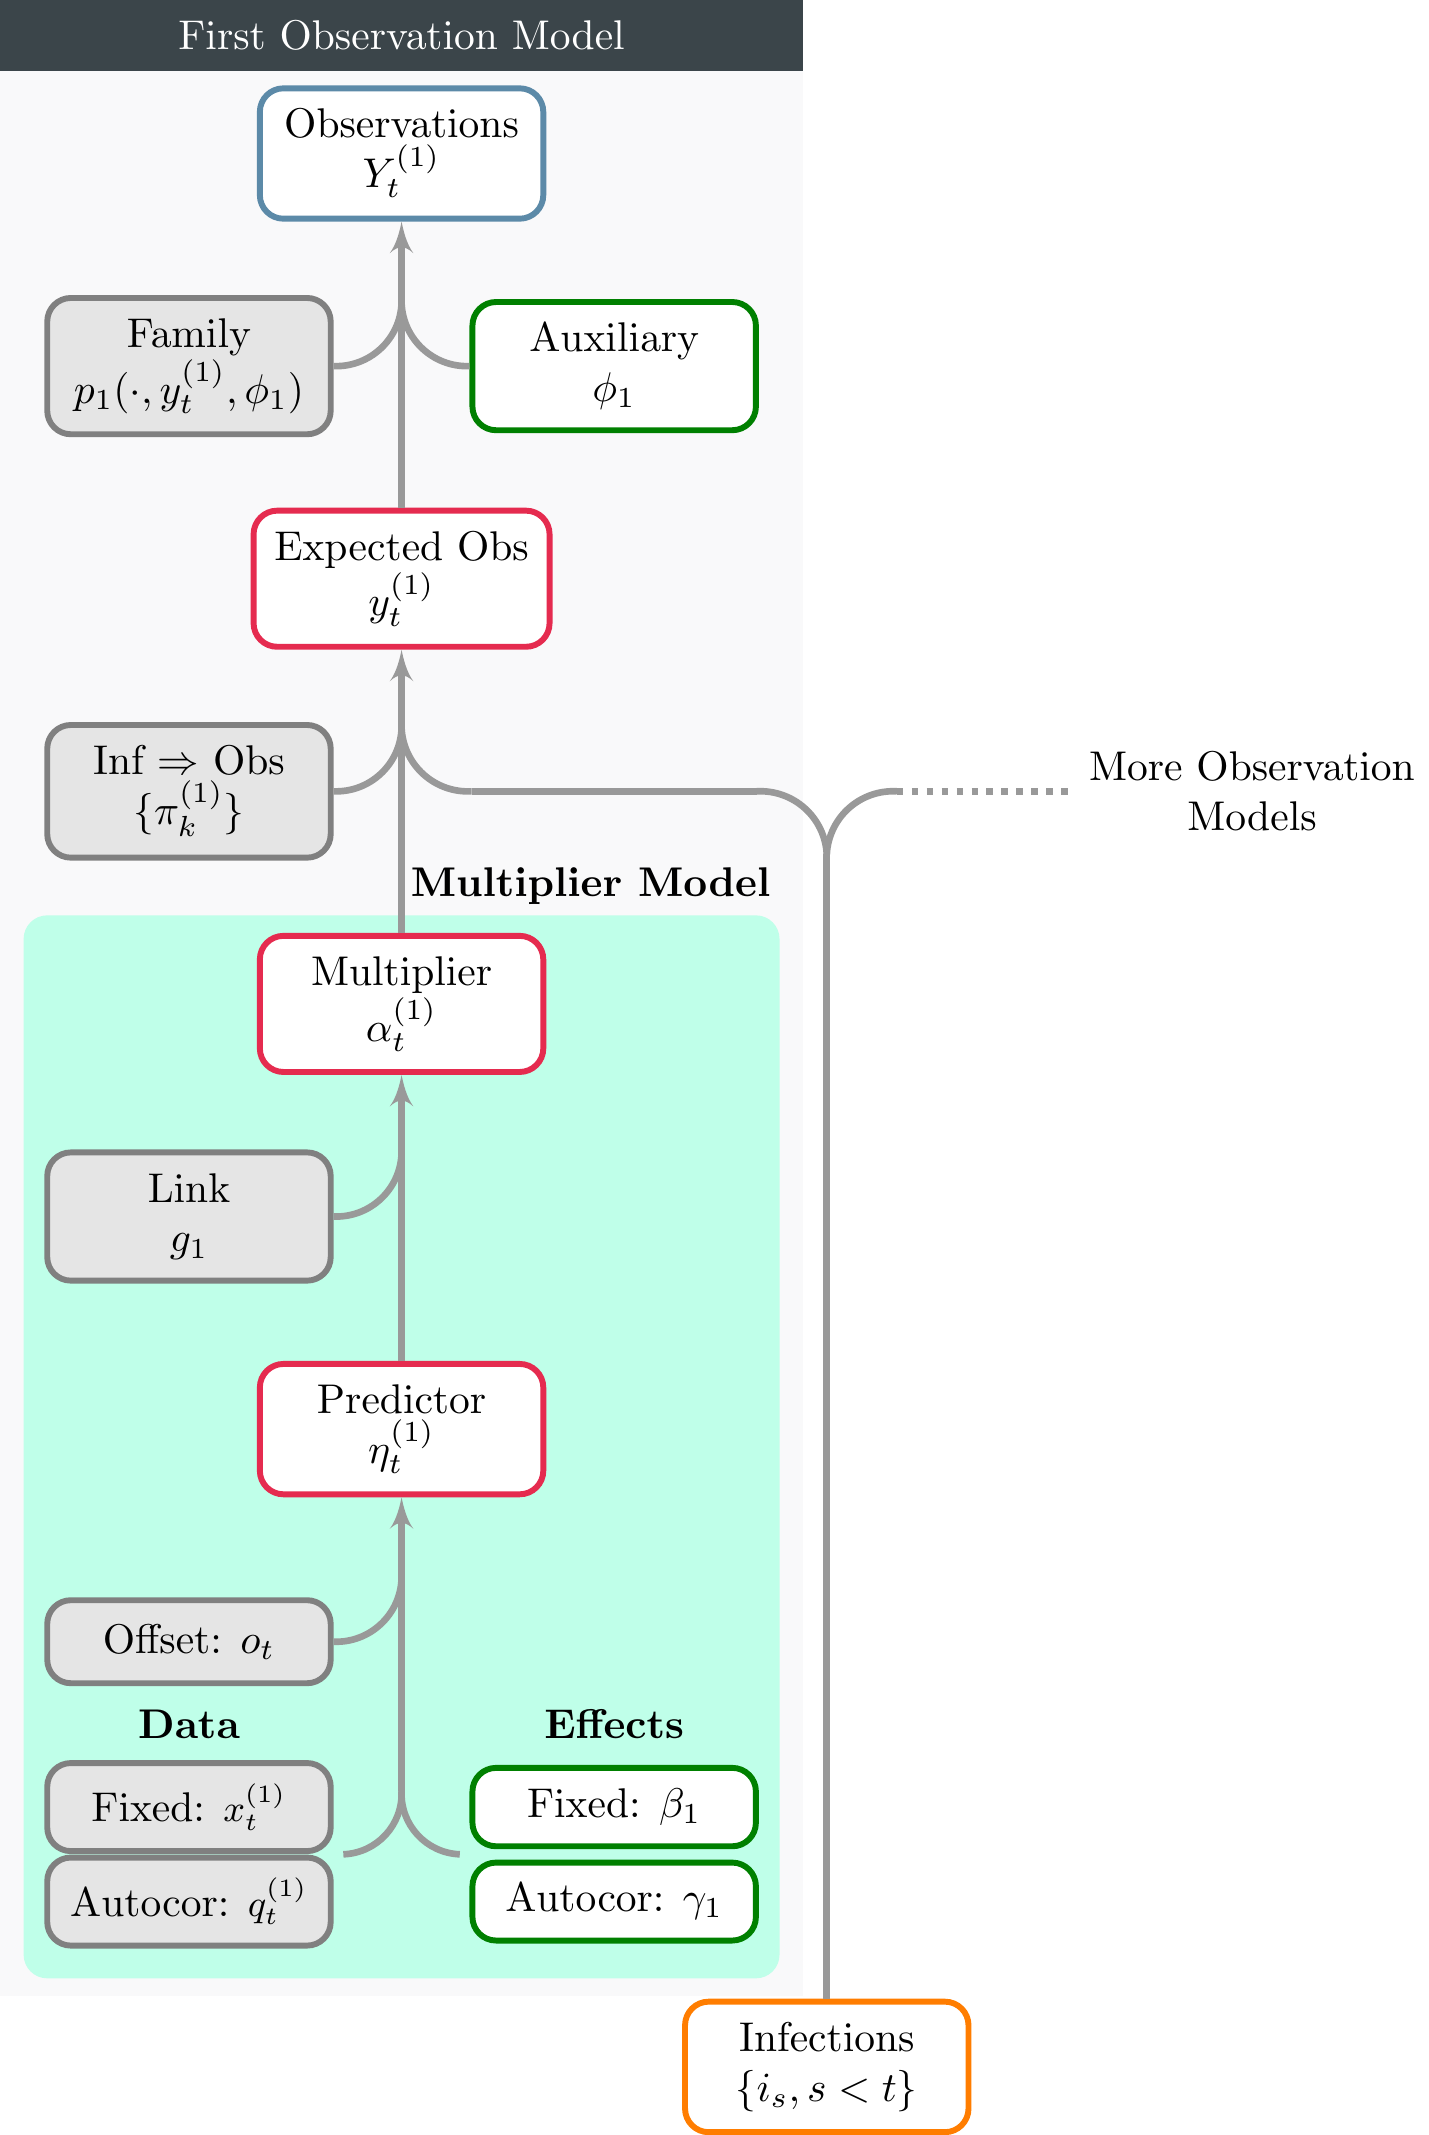 First Observation Model
Observations
$Y_t^{(1)}$
Family
$p_1(\cdot, y_t^{(1)}, \phi_1)$
Auxiliary
$\phi_1$
Expected Obs
$y_t^{(1)}$
Inf ⇒ Obs
$\{\pi_k^{(1)}\}$
More Observation
Models
Multiplier Model
Multiplier
$\alpha_t^{(1)}$
Link
$g_1$
Predictor
$\eta_t^{(1)}$
Offset: $o_t$
Data
Effects
Fixed: $x_t^{(1)}$
Fixed: $\beta_1$
Autocor: $q_t^{(1)}$
Autocor: $\gamma_1$
Infections
$\{i_s, s < t\}$